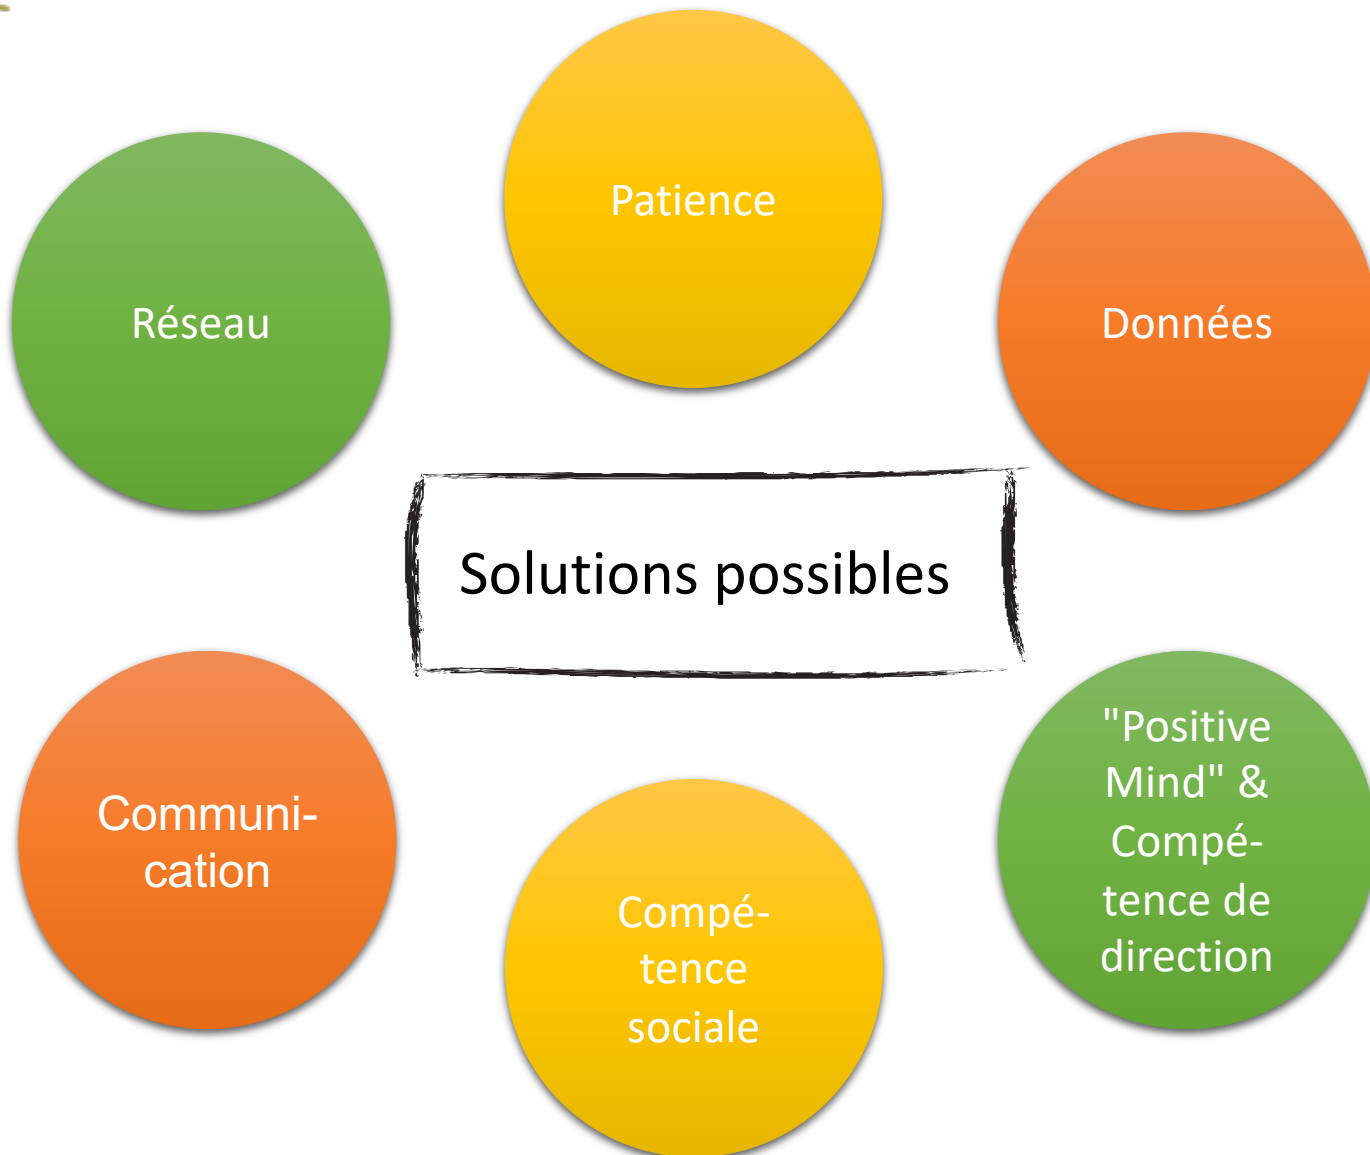 Patience
Réseau
Données
Solutions possibles
"Positive
Mind" &
Compé-
tence de
direction
Communi-
cation
Compé-
tence
sociale